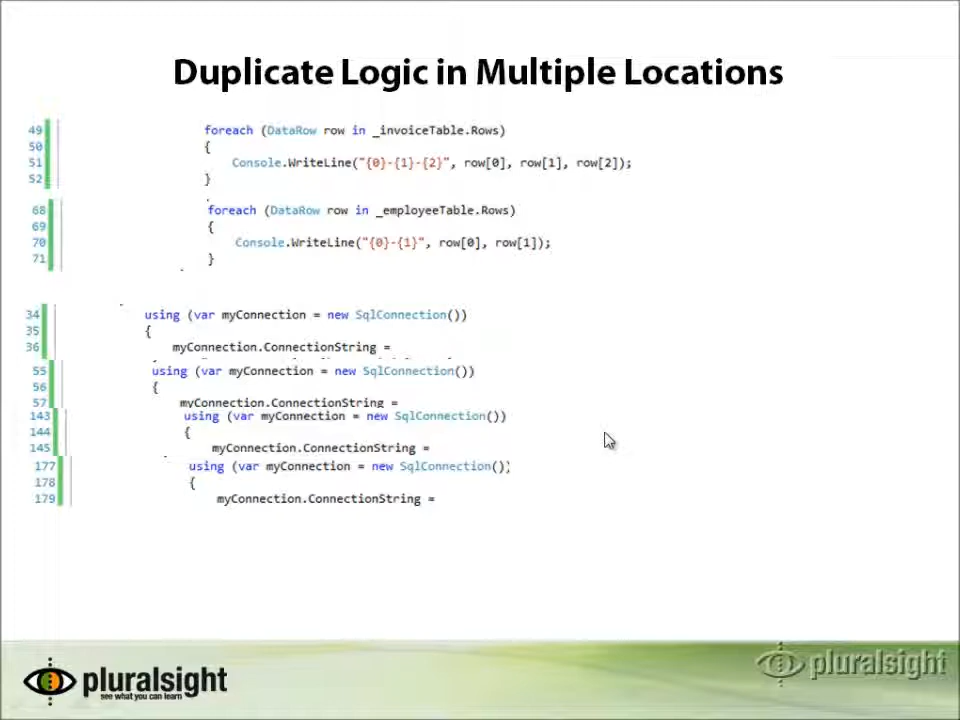 Duplicate Logic in Multiple Locations
49 foreach (DataRow row in _invoiceTable.Rows)
50 {
51 Console.WriteLine("{0}-{1}-{2}", row[0], row[1], row[2]);
52 }
68 foreach (DataRow row in _employeeTable.Rows)
69 {
70 Console.WriteLine("{0}-{1}", row[0], row[1]);
71 }
34 using (var myConnection = new SqlConnection())
35 {
36 myConnection.ConnectionString =
55 using (var myConnection = new SqlConnection())
56 {
57 myConnection.ConnectionString =
143 using (var myConnection = new SqlConnection())
144 {
145 myConnection.ConnectionString =
177 using (var myConnection = new SqlConnection())
178 {
179 myConnection.ConnectionString =
pluralsight
see what you can learn
pluralsight